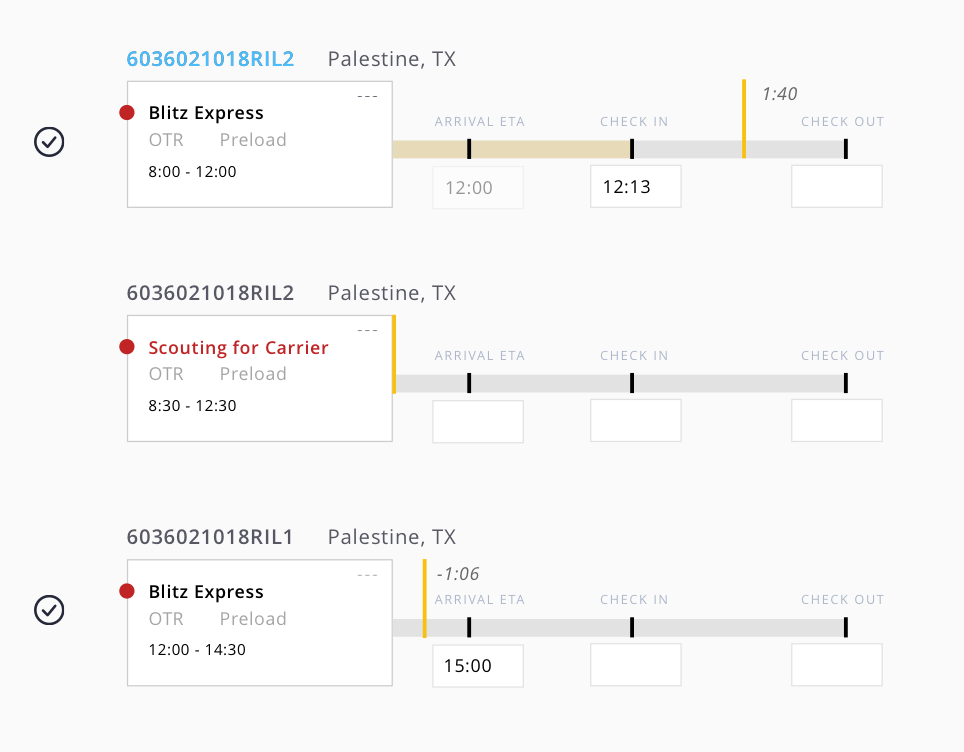 6036021018RIL2 Palestine, TX
---
Blitz Express
OTR Preload
8:00 - 12:00
1:40
ARRIVAL ETA CHECK IN CHECK OUT
12:00 12:13
6036021018RIL2 Palestine, TX
---
Scouting for Carrier
OTR Preload
8:30 - 12:30
ARRIVAL ETA CHECK IN CHECK OUT
6036021018RIL1 Palestine, TX
---
Blitz Express
OTR Preload
12:00 - 14:30
-1:06
ARRIVAL ETA CHECK IN CHECK OUT
15:00